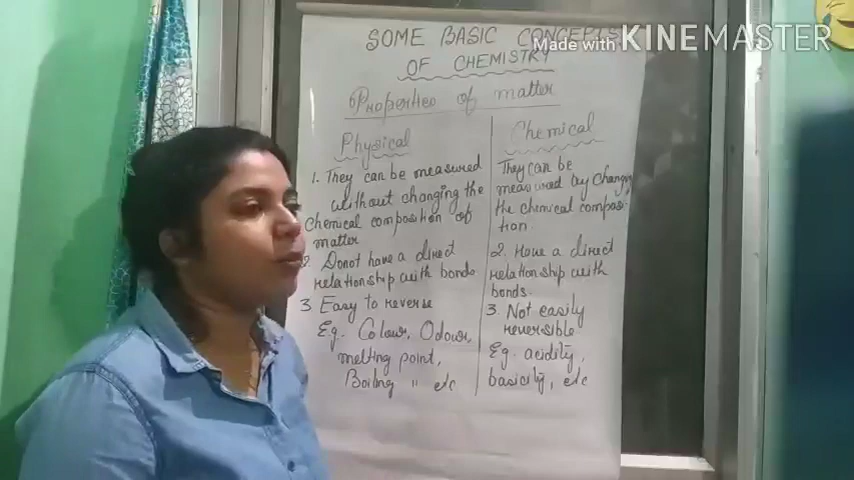 SOME BASIC CONCEPTS
OF CHEMISTRY
Made with KINEMASTER
Properties of matter
Physical
1. They can be measured
without changing the
chemical composition of
matter
2. Donot have a direct
relationship with bonds
3 Easy to reverse
Eg. Colour, Odour,
melting point,
Boiling " etc
Chemical
They can be
measured by changing
the chemical composi-
tion.
2. Have a direct
relationship with
bonds.
3. Not easily
reversible
Eg. acidity,
basicity, etc